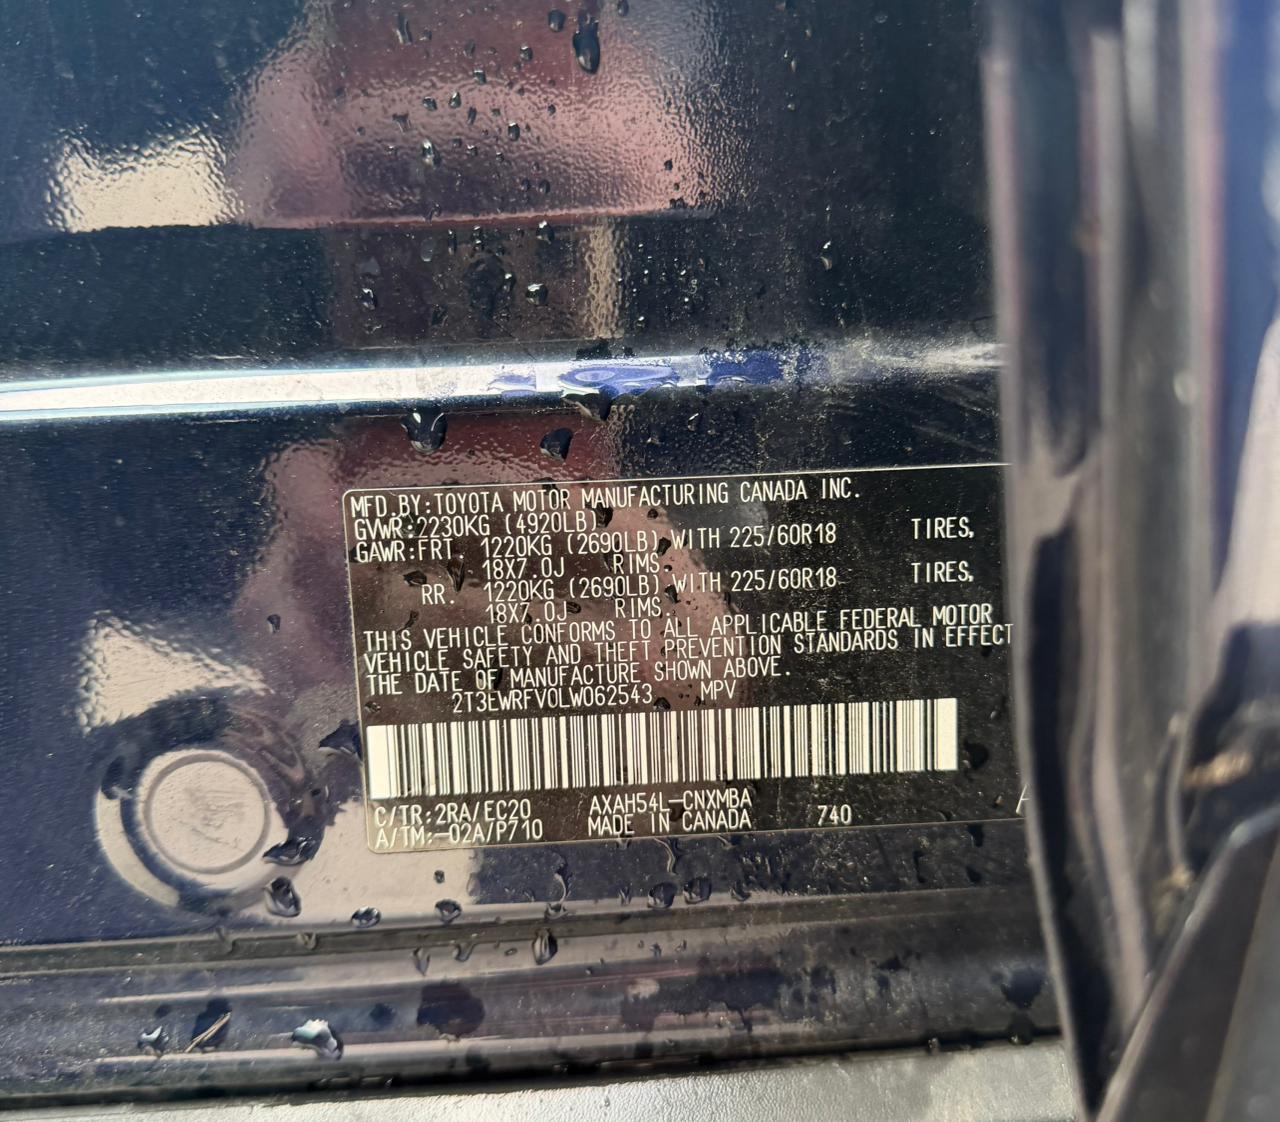 MFD.BY:TOYOTA MOTOR MANUFACTURING CANADA INC.
GVWR:2230KG (4920LB)
GAWR:FRT. 1220KG (2690LB) WITH 225/60R18 TIRES,
18X7.0J RIMS.
RR. 1220KG (2690LB) WITH 225/60R18 TIRES,
18X7.0J RIMS.
THIS VEHICLE CONFORMS TO ALL APPLICABLE FEDERAL MOTOR
VEHICLE SAFETY AND THEFT PREVENTION STANDARDS IN EFFECT
THE DATE OF MANUFACTURE SHOWN ABOVE.
2T3EWRFV0LW062543 MPV
C/TR:2RA/EC20 AXAH54L-CNXMBA
A/TM:-02A/P710 MADE IN CANADA 740